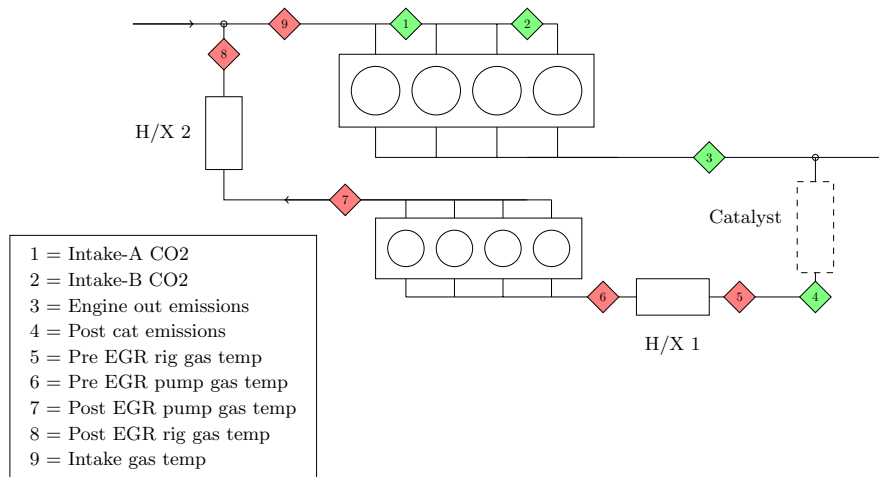 9
1
2
8
H/X 2
3
7
Catalyst
6
5
4
H/X 1
1 = Intake-A CO2
2 = Intake-B CO2
3 = Engine out emissions
4 = Post cat emissions
5 = Pre EGR rig gas temp
6 = Pre EGR pump gas temp
7 = Post EGR pump gas temp
8 = Post EGR rig gas temp
9 = Intake gas temp